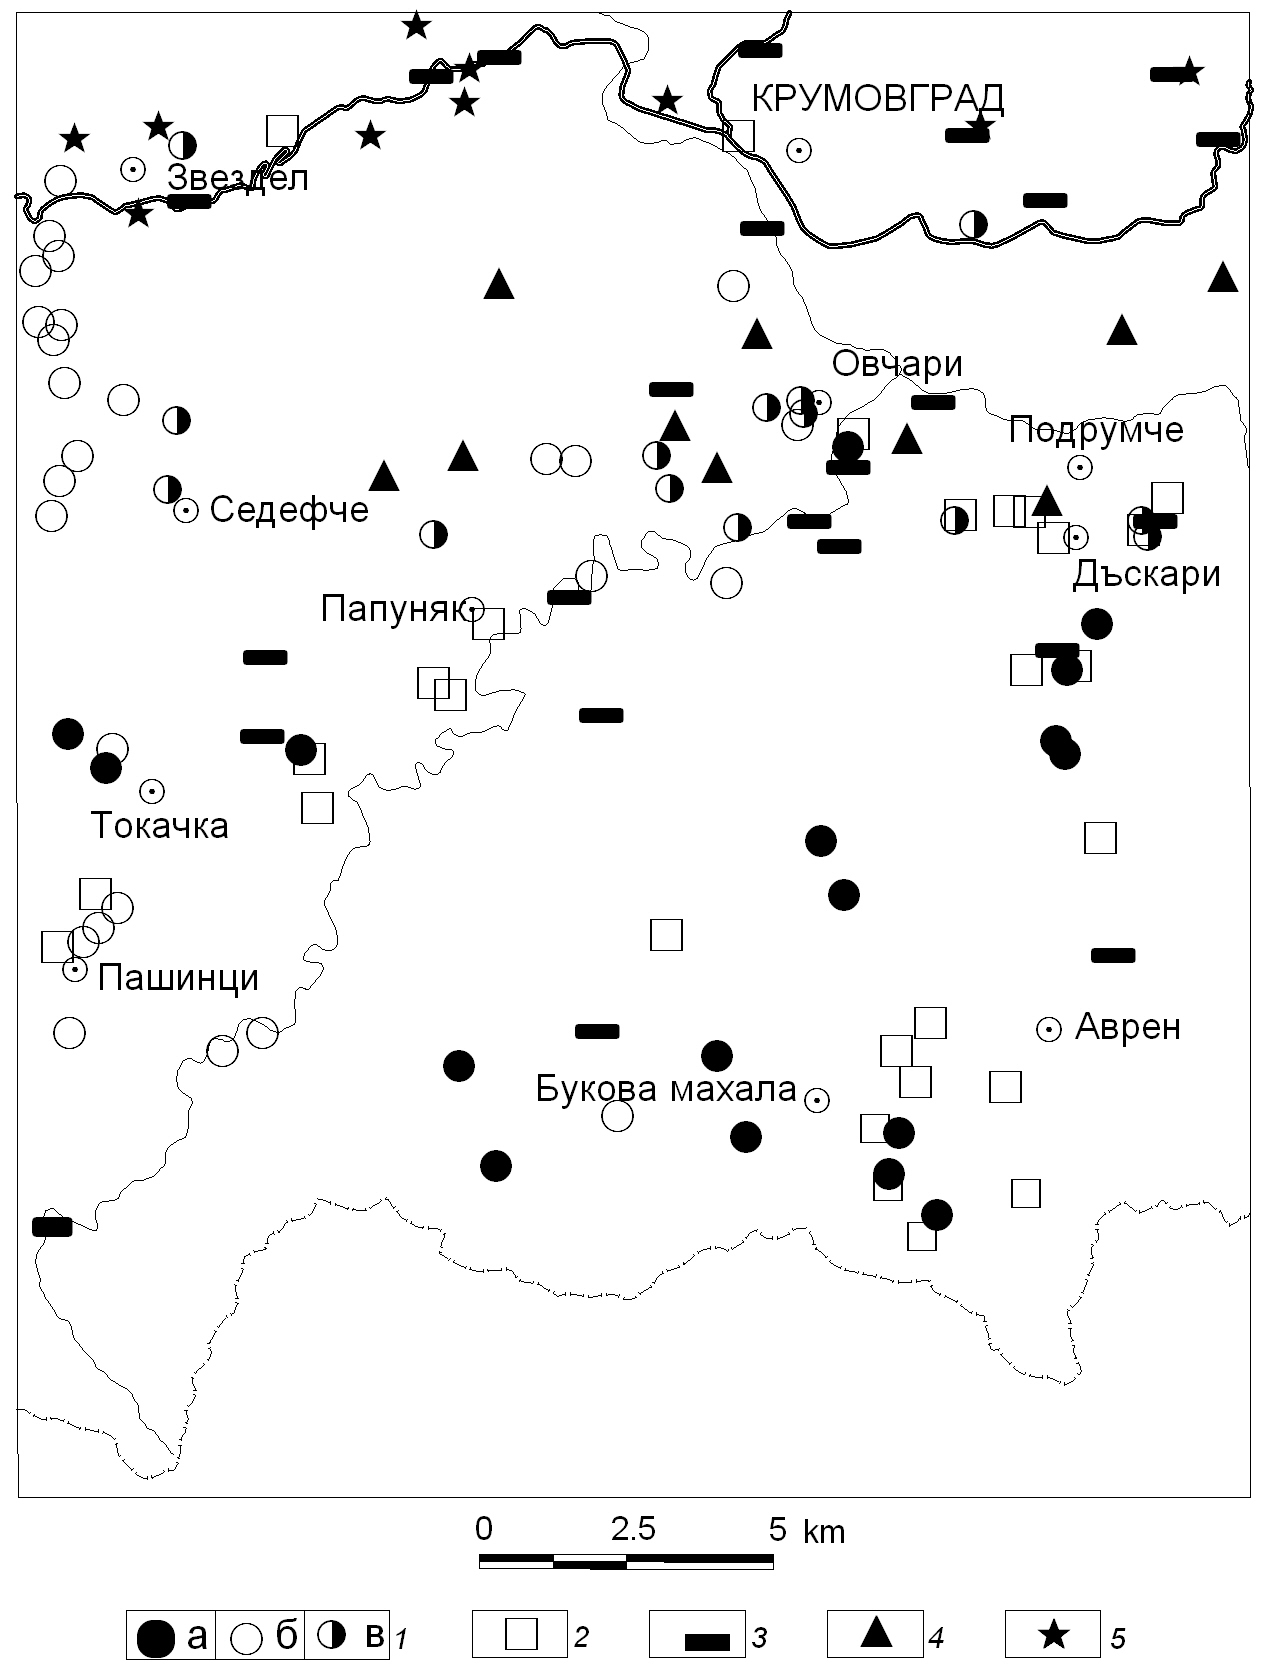 КРУМОВГРАД
Звездел
Овчари
Подрумче
Седефче
Дъскари
Папуняк
Токачка
Пашинци
Аврен
Букова махала
0 2.5 5 km
а б в 1 2 3 4 5